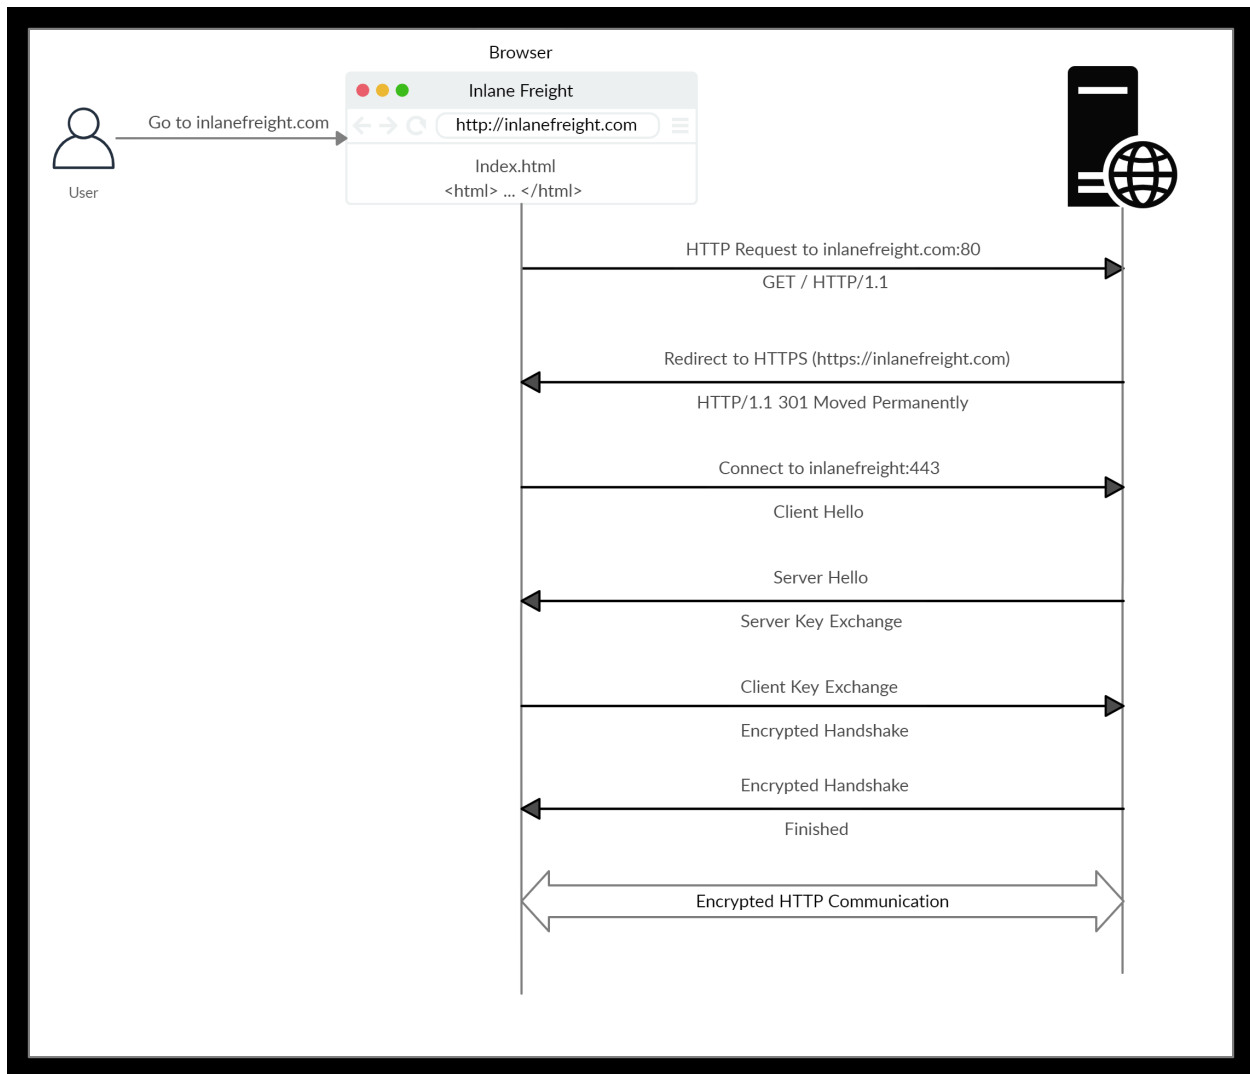 Browser
Inlane Freight
Go to inlanefreight.com
http://inlanefreight.com
Index.html
<html> ... </html>
User
HTTP Request to inlanefreight.com:80
GET / HTTP/1.1
Redirect to HTTPS (https://inlanefreight.com)
HTTP/1.1 301 Moved Permanently
Connect to inlanefreight:443
Client Hello
Server Hello
Server Key Exchange
Client Key Exchange
Encrypted Handshake
Encrypted Handshake
Finished
Encrypted HTTP Communication